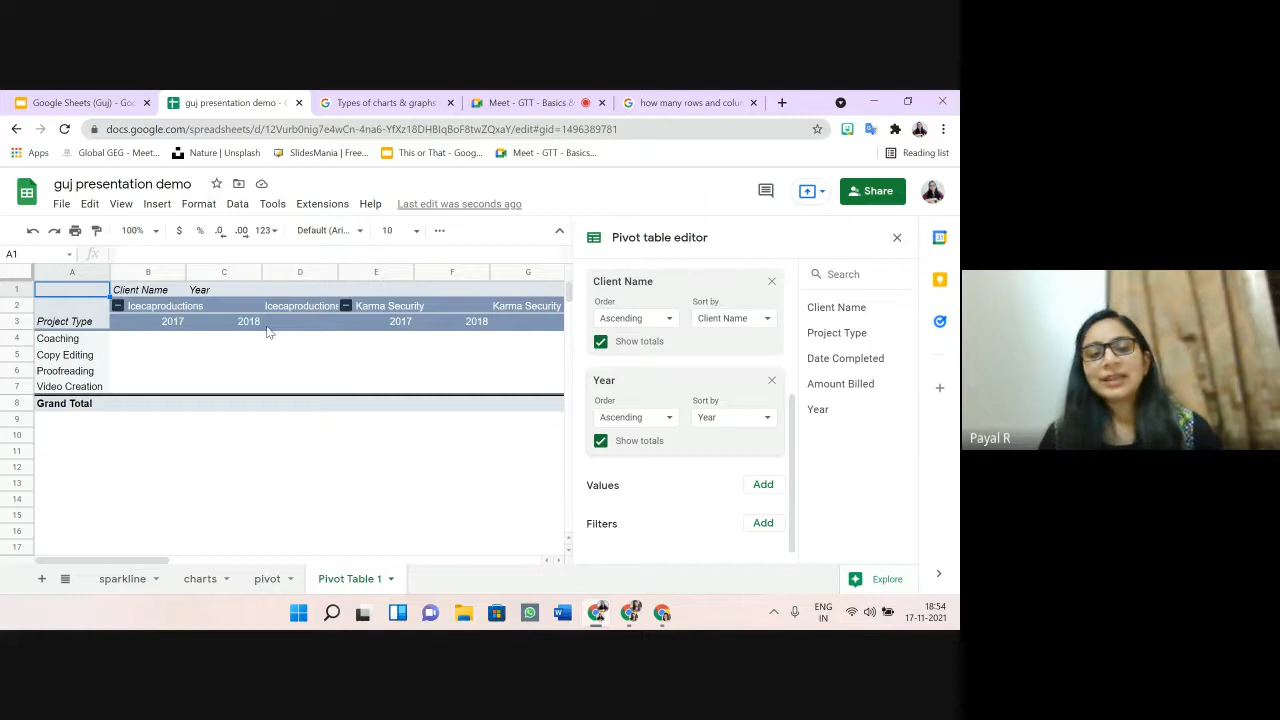 Google Sheets (Guj) - Goo
guj presentation demo -
Types of charts & graphs
Meet - GTT - Basics &
how many rows and colu
docs.google.com/spreadsheets/d/12Vurb0nig7e4wCn-4na6-YfXz18DHBIqBoF8twZQxaY/edit#gid=1496389781
Apps
Global GEG - Meet...
Nature | Unsplash
SlidesMania | Free...
This or That - Goog...
Meet - GTT - Basics...
Reading list
guj presentation demo
File Edit View Insert Format Data Tools Extensions Help Last edit was seconds ago
Share
100% $ % .0 .00 123 Default (Ari... 10
A1 fx
A B C D E F G
1 Client Name Year
2 Icecaproductions Icecaproductions Karma Security Karma Security
3 Project Type 2017 2018 2017 2018
4 Coaching
5 Copy Editing
6 Proofreading
7 Video Creation
8 Grand Total
9
10
11
12
13
14
15
16
17
Pivot table editor
Client Name
Order Sort by
Ascending Client Name
Show totals
Year
Order Sort by
Ascending Year
Show totals
Values Add
Filters Add
Search
Client Name
Project Type
Date Completed
Amount Billed
Year
sparkline charts pivot Pivot Table 1
Explore
ENG
IN
18:54
17-11-2021
Payal R